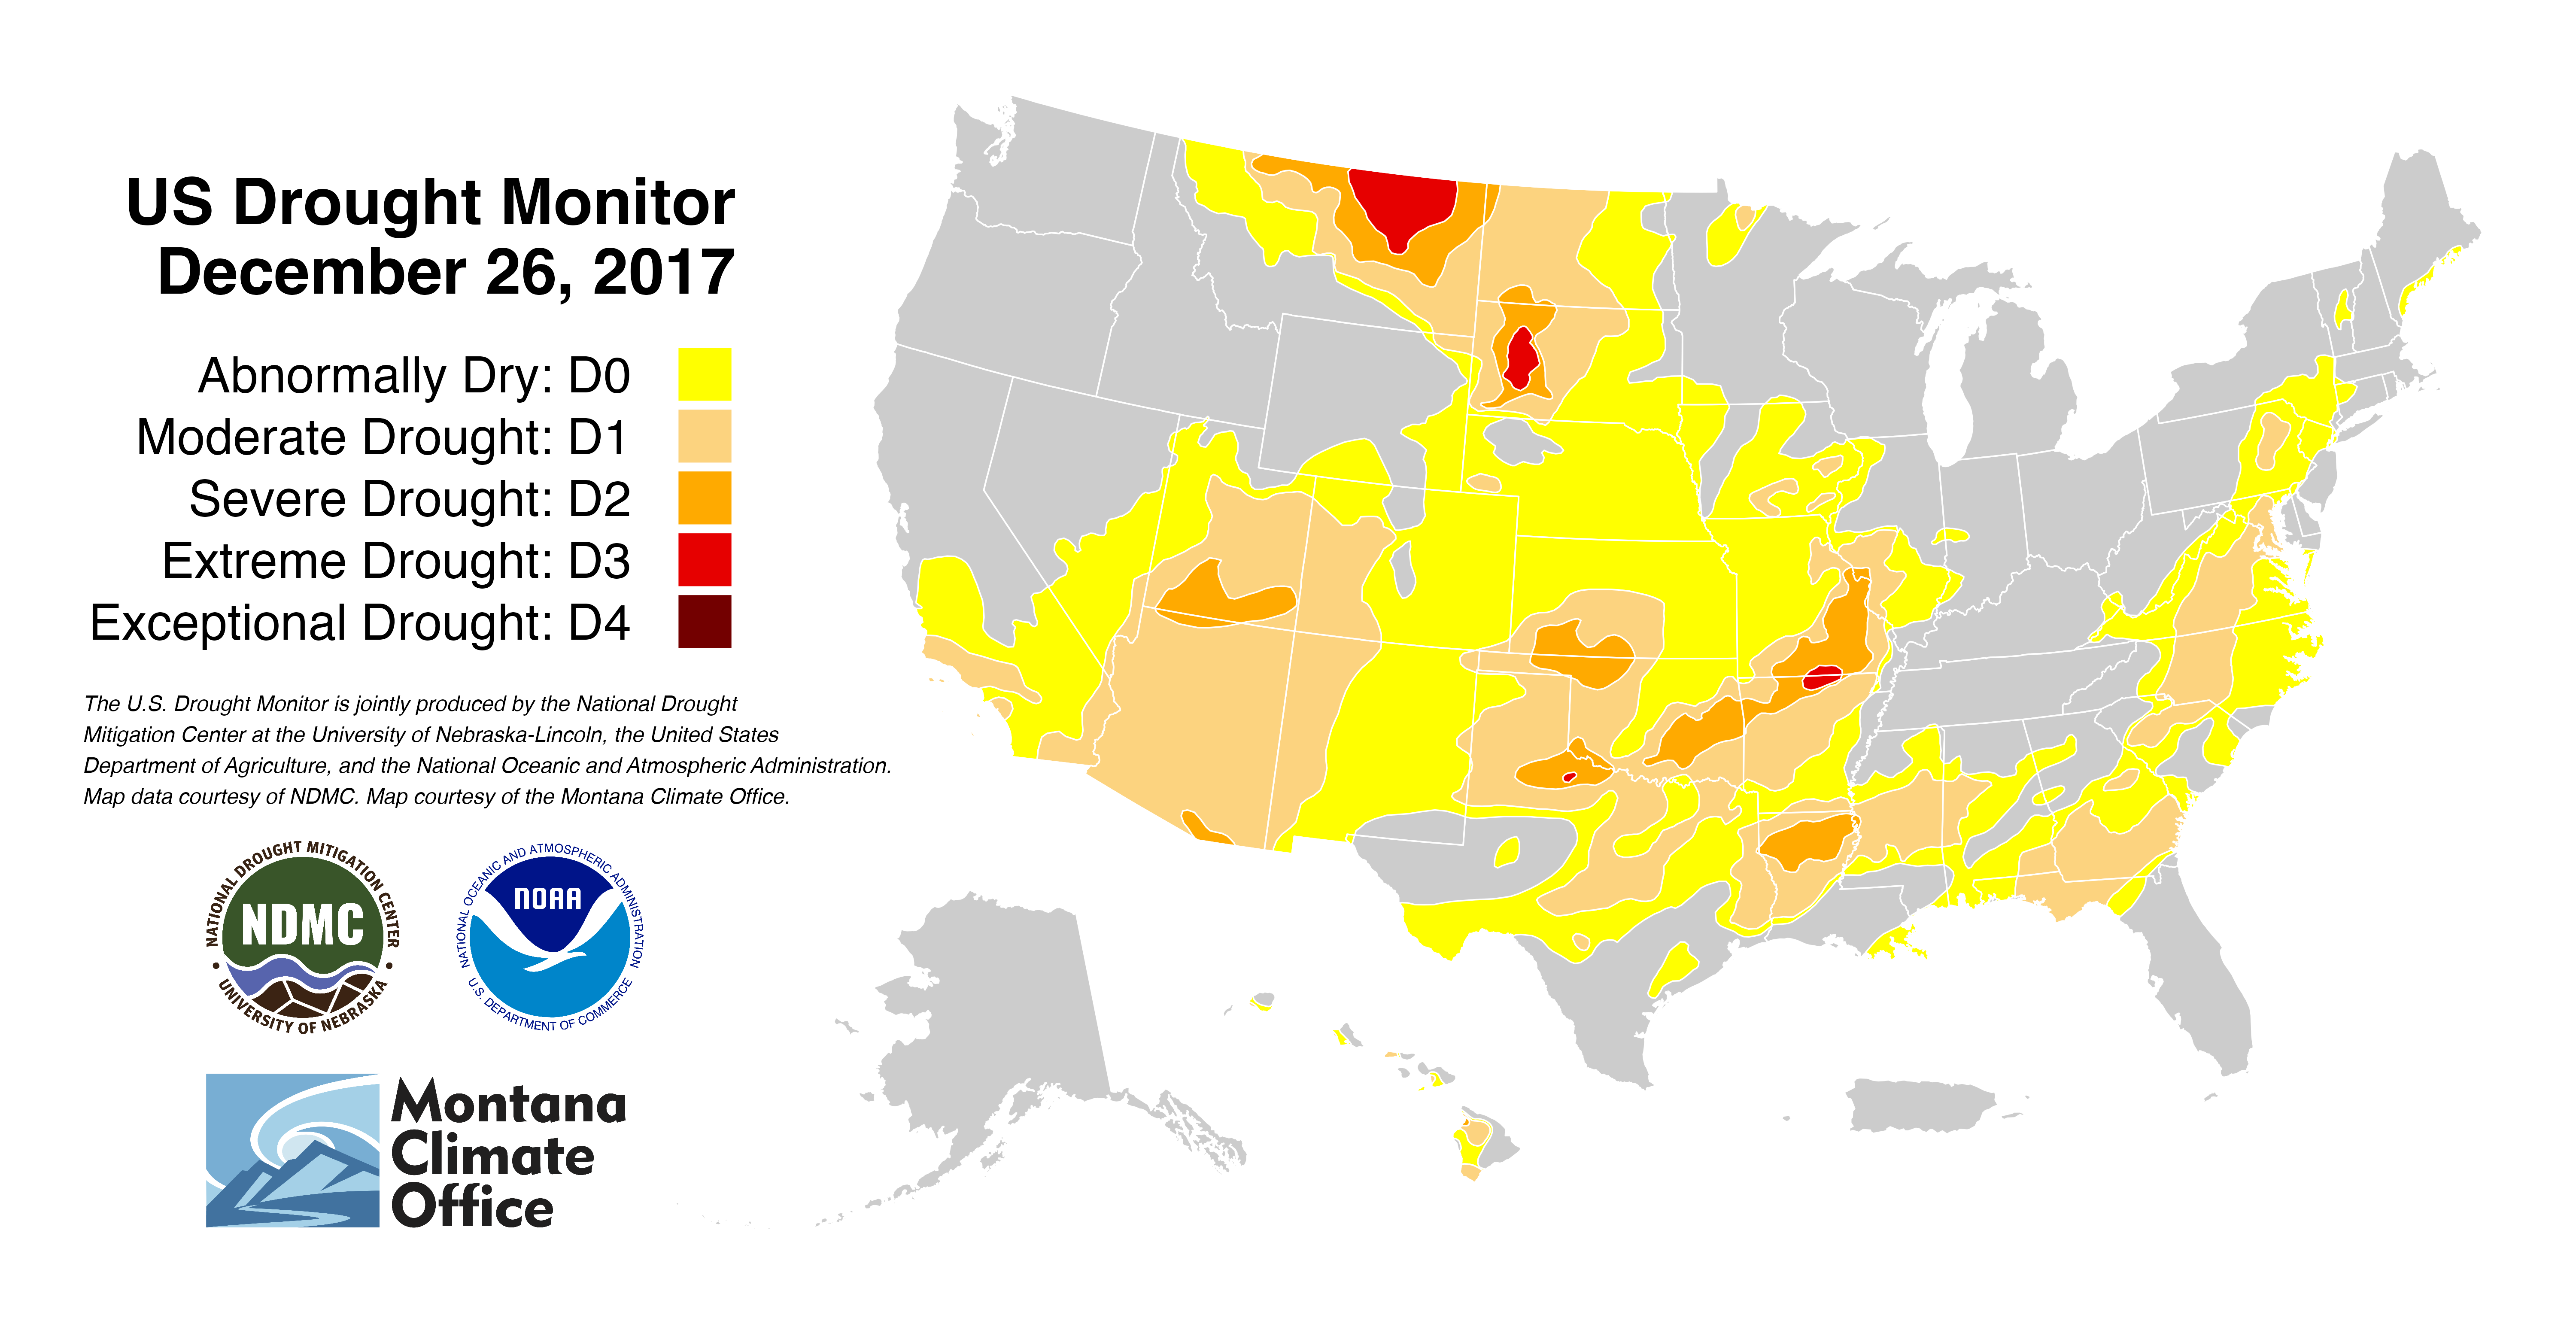 US Drought Monitor
December 26, 2017
Abnormally Dry: D0
Moderate Drought: D1
Severe Drought: D2
Extreme Drought: D3
Exceptional Drought: D4
The U.S. Drought Monitor is jointly produced by the National Drought
Mitigation Center at the University of Nebraska-Lincoln, the United States
Department of Agriculture, and the National Oceanic and Atmospheric Administration.
Map data courtesy of NDMC. Map courtesy of the Montana Climate Office.
NATIONAL DROUGHT MITIGATION CENTER
NDMC
UNIVERSITY OF NEBRASKA
NATIONAL OCEANIC AND ATMOSPHERIC ADMINISTRATION
NOAA
U.S. DEPARTMENT OF COMMERCE
Montana
Climate
Office